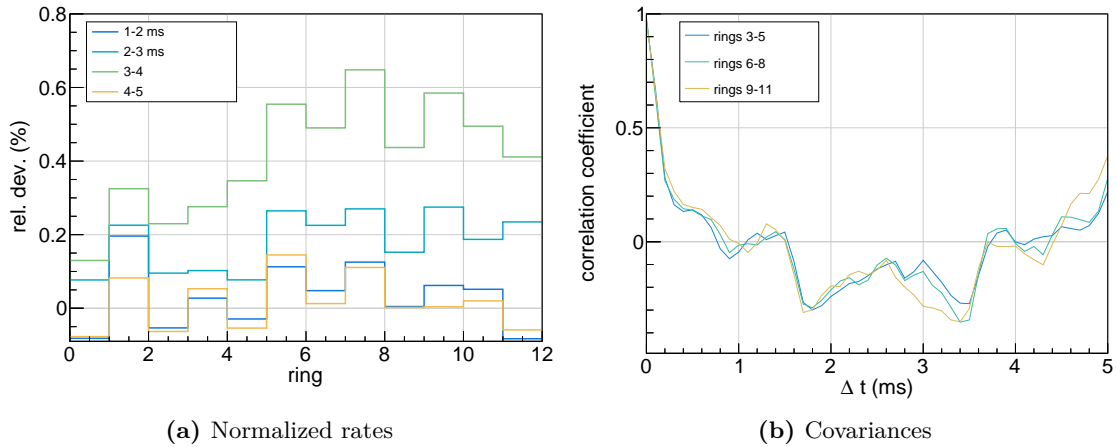 0.8
0.6
0.4
0.2
0
rel. dev. (%)
1-2 ms
2-3 ms
3-4
4-5
0 2 4 6 8 10 12
ring
(a) Normalized rates
1
0.5
0
correlation coefficient
rings 3-5
rings 6-8
rings 9-11
0 1 2 3 4 5
Δ t (ms)
(b) Covariances